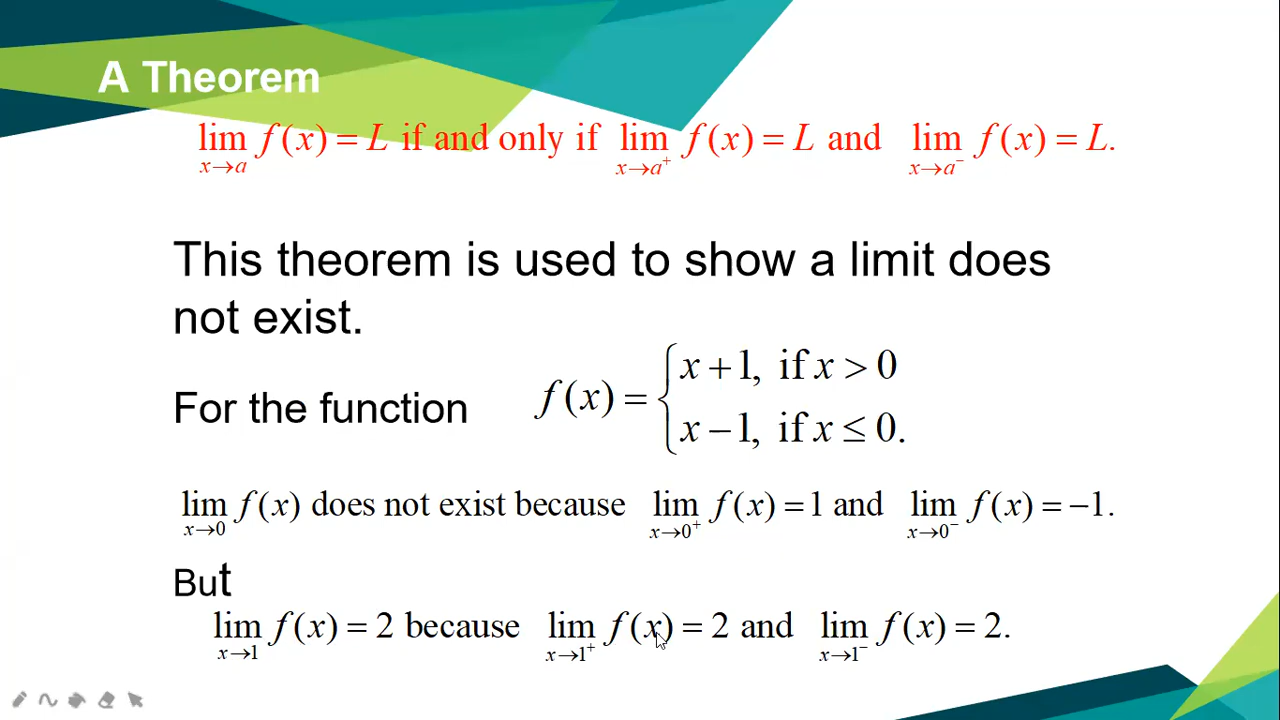 A Theorem
lim x→a f(x) = L if and only if lim x→a⁺ f(x) = L and lim x→a⁻ f(x) = L.
This theorem is used to show a limit does
not exist.
For the function f(x) = { x + 1, if x > 0
x − 1, if x ≤ 0.
lim x→0 f(x) does not exist because lim x→0⁺ f(x) = 1 and lim x→0⁻ f(x) = −1.
But
lim x→1 f(x) = 2 because lim x→1⁺ f(x) = 2 and lim x→1⁻ f(x) = 2.